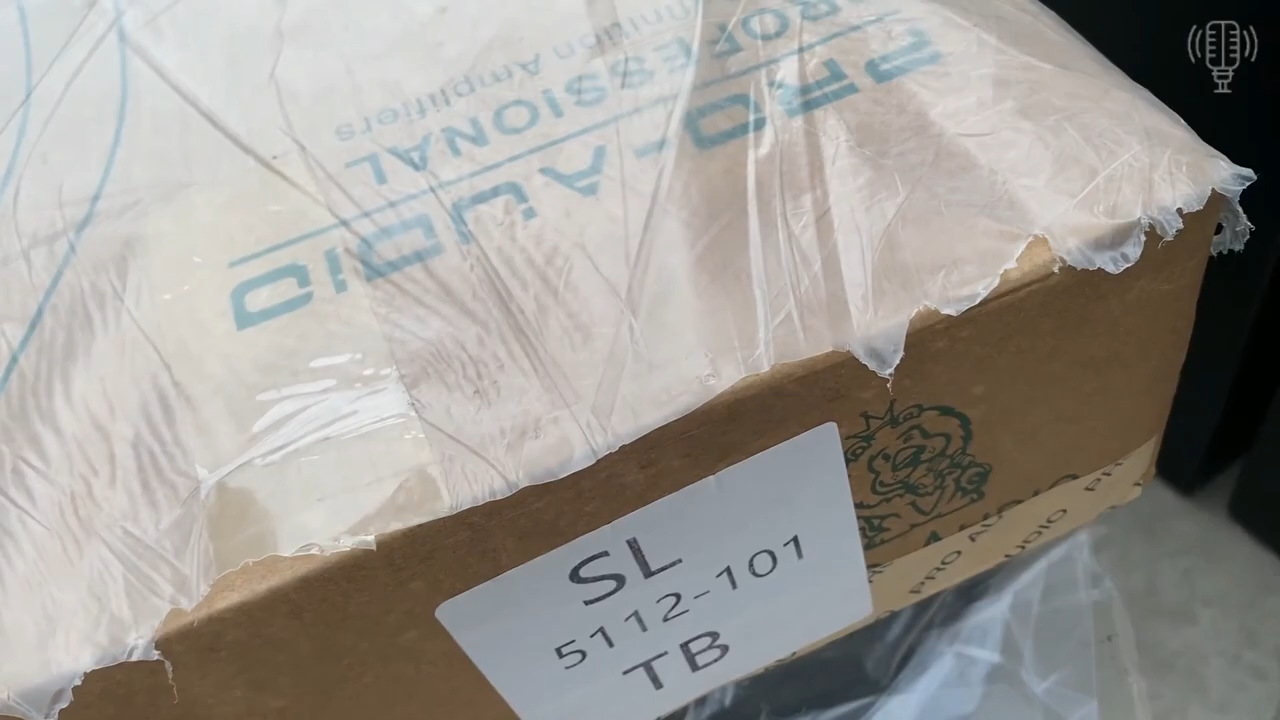 PRO-AUDIO
PROFESSIONAL
Amplifiers
SL
5112-101
TB
PRO AUDIO